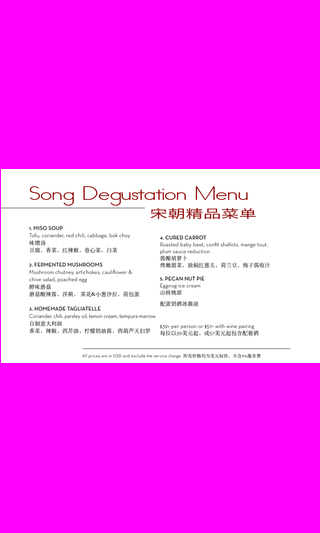 Song Degustation Menu
宋朝精品菜单
1. MISO SOUP
Tofu, coriander, red chili, cabbage, bok choy
味噌汤
豆腐、香菜、红辣椒、卷心菜、白菜
2. FERMENTED MUSHROOMS
Mushroom chutney, artichokes, cauliflower &
chive salad, poached egg
酵味蘑菇
蘑菇酸辣酱、洋蓟、菜花&小葱沙拉、荷包蛋
3. HOMEMADE TAGLIATELLE
Coriander, chili, parsley oil, lemon cream, tempura marrow
自制意大利面
香菜、辣椒、西芹油、柠檬奶油酱、西葫芦天妇罗
4. CURED CARROT
Roasted baby beet, confit shallots, mange tout,
plum sauce reduction
酱醋胡萝卜
烤嫩甜菜、油焖红葱头、荷兰豆、梅子酱收汁
5. PECAN NUT PIE
Eggnog ice cream
山核桃派
配蛋奶酒冰激凌
$39+ per person or $57+ with wine pairing
每位以39美元起、或57美元起包含配餐酒
All prices are in USD and exclude 5% service charge 所有价格均为美元标价，不含5%服务费